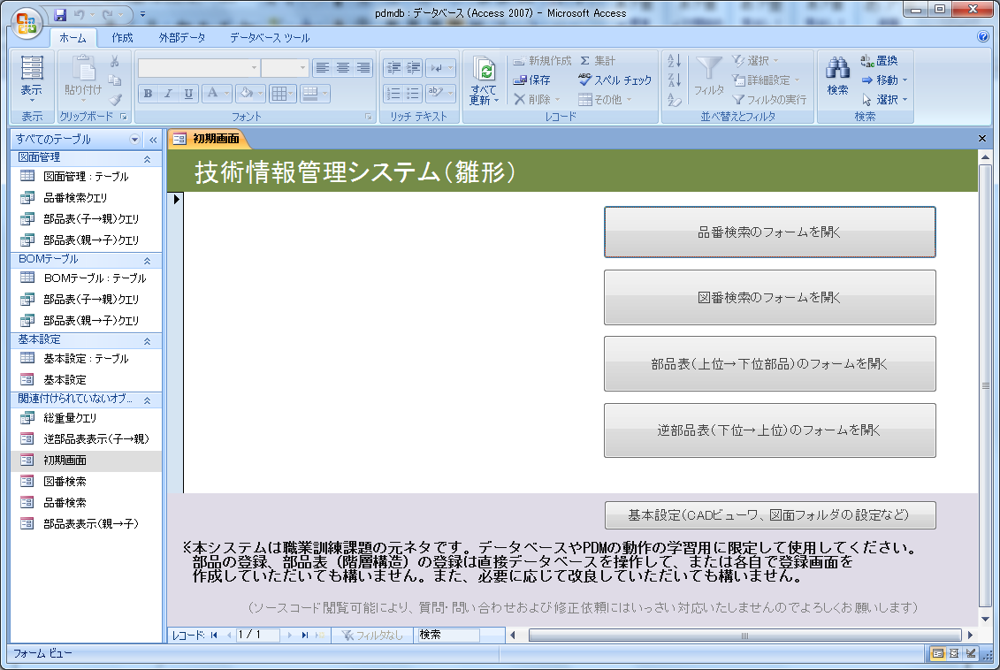 pdmdb : データベース (Access 2007) - Microsoft Access
ホーム 作成 外部データ データベース ツール
表示
貼り付け
B I U A
すべて更新
新規作成 集計
保存 スペル チェック
削除 その他
フィルタ
選択
詳細設定
フィルタの実行
検索
置換
移動
選択
表示 クリップボード フォント リッチ テキスト レコード 並べ替えとフィルタ 検索
すべてのテーブル
図面管理
図面管理 : テーブル
品番検索クエリ
部品表(子→親)クエリ
部品表(親→子)クエリ
BOMテーブル
BOMテーブル : テーブル
部品表(子→親)クエリ
部品表(親→子)クエリ
基本設定
基本設定 : テーブル
基本設定
関連付けられていないオブ...
総重量クエリ
逆部品表表示(子→親)
初期画面
図番検索
品番検索
部品表表示(親→子)
初期画面
技術情報管理システム(雛形)
品番検索のフォームを開く
図番検索のフォームを開く
部品表(上位→下位部品)のフォームを開く
逆部品表(下位→上位)のフォームを開く
基本設定(CADビューワ、図面フォルダの設定など)
※本システムは職業訓練課題の元ネタです。データベースやPDMの動作の学習用に限定して使用してください。
部品の登録、部品表(階層構造)の登録は直接データベースを操作して、または各自で登録画面を
作成していただいても構いません。また、必要に応じて改良していただいても構いません。
(ソースコード閲覧可能により、質問・問い合わせおよび修正依頼にはいっさい対応いたしませんのでよろしくお願いします)
レコード: 1 / 1 フィルタなし 検索
フォーム ビュー